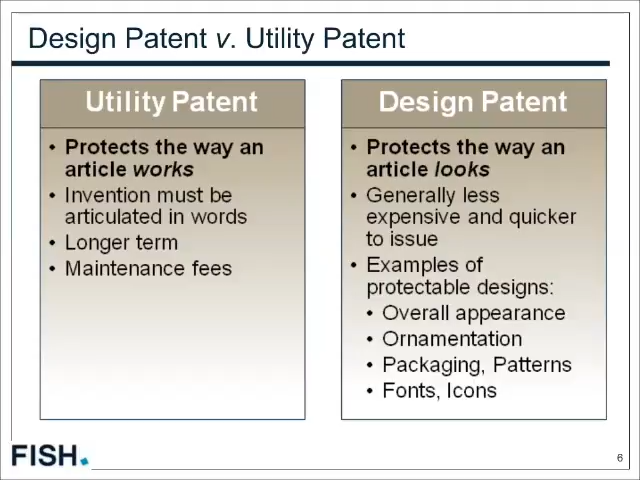 Design Patent v. Utility Patent
Utility Patent
• Protects the way an
article works
• Invention must be
articulated in words
• Longer term
• Maintenance fees
Design Patent
• Protects the way an
article looks
• Generally less
expensive and quicker
to issue
• Examples of
protectable designs:
• Overall appearance
• Ornamentation
• Packaging, Patterns
• Fonts, Icons
FISH.
6